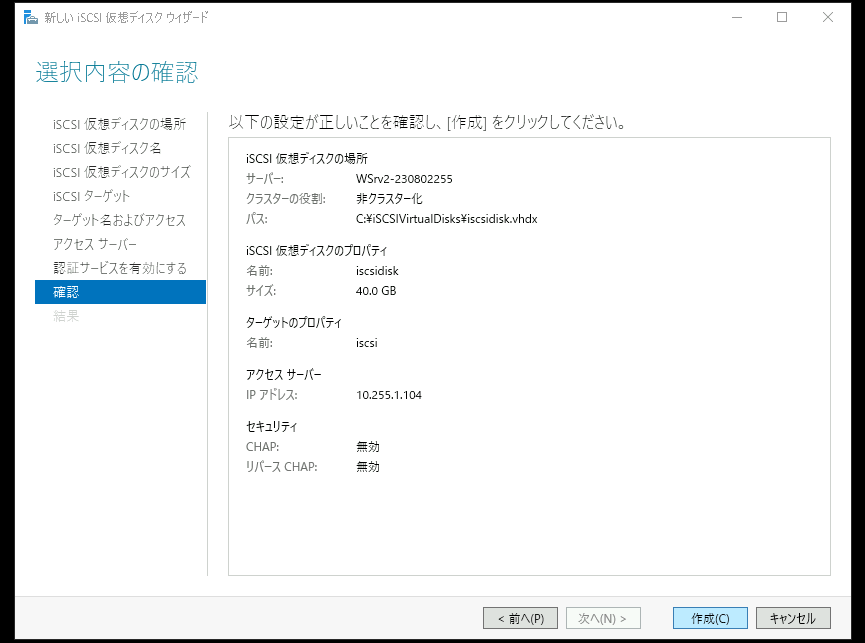 新しい iSCSI 仮想ディスク ウィザード
選択内容の確認
iSCSI 仮想ディスクの場所
iSCSI 仮想ディスク名
iSCSI 仮想ディスクのサイズ
iSCSI ターゲット
ターゲット名およびアクセス
アクセス サーバー
認証サービスを有効にする
確認
結果
以下の設定が正しいことを確認し、[作成] をクリックしてください。
iSCSI 仮想ディスクの場所
サーバー: WSrv2-230802255
クラスターの役割: 非クラスター化
パス: C:¥iSCSIVirtualDisks¥iscsidisk.vhdx
iSCSI 仮想ディスクのプロパティ
名前: iscsidisk
サイズ: 40.0 GB
ターゲットのプロパティ
名前: iscsi
アクセス サーバー
IP アドレス: 10.255.1.104
セキュリティ
CHAP: 無効
リバース CHAP: 無効
< 前へ(P) 次へ(N) > 作成(C) キャンセル